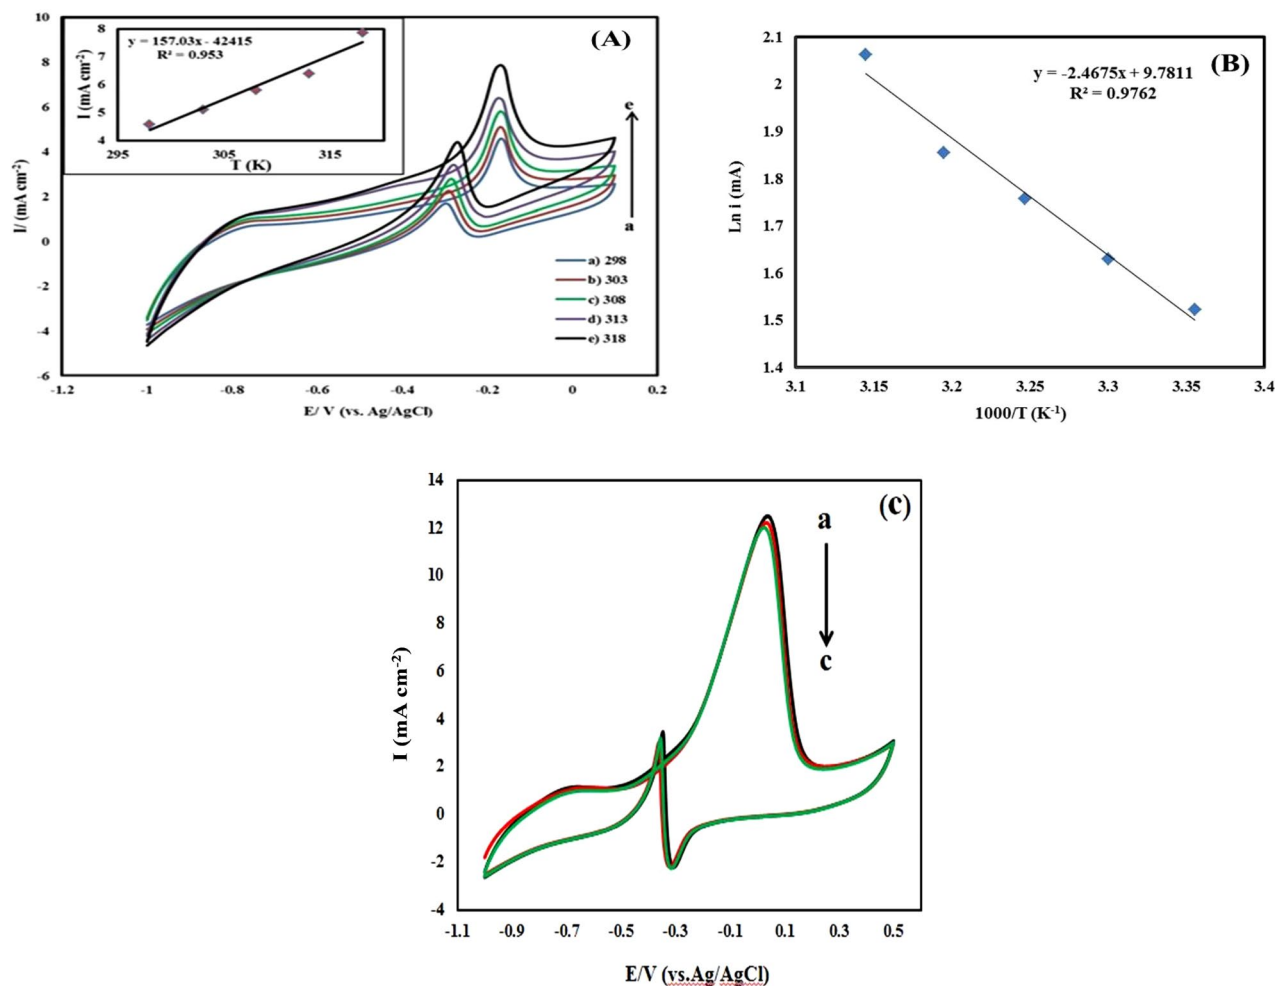 (A)
10
8
6
4
2
0
-2
-4
-6
I/ (mA cm-2)
-1.2 -1 -0.8 -0.6 -0.4 -0.2 0 0.2
E/ V (vs. Ag/AgCl)
y = 157.03x - 42415
R² = 0.953
8
7
6
5
4
I (mA cm-2)
295 305 315
T (K)
e
a
a) 298
b) 303
c) 308
d) 313
e) 318
(B)
y = -2.4675x + 9.7811
R² = 0.9762
2.1
2
1.9
1.8
1.7
1.6
1.5
1.4
Ln i (mA)
3.1 3.15 3.2 3.25 3.3 3.35 3.4
1000/T (K-1)
(c)
14
12
10
8
6
4
2
0
-2
-4
I (mA cm-2)
a
c
-1.1 -0.9 -0.7 -0.5 -0.3 -0.1 0.1 0.3 0.5
E/V (vs.Ag/AgCl)